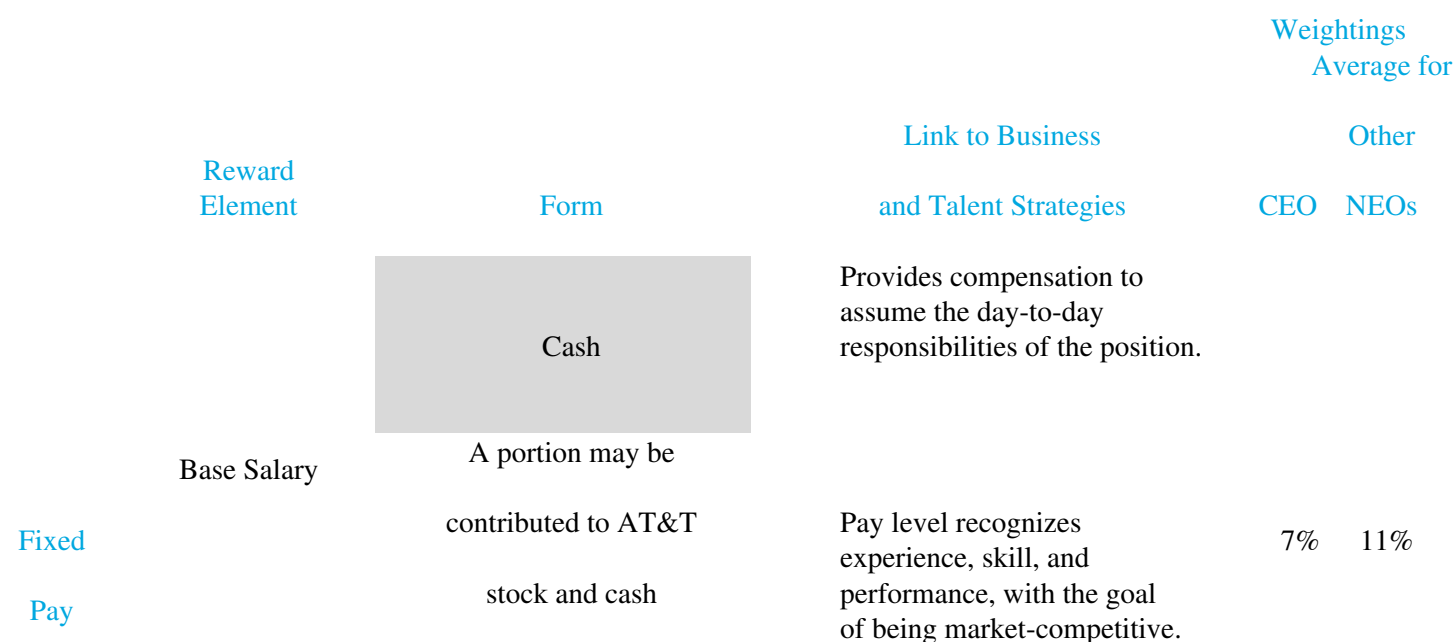 Weightings
Average for
Link to Business
Other
Reward
Element
Form
and Talent Strategies
CEO
NEOs
Provides compensation to
assume the day-to-day
responsibilities of the position.
Cash
A portion may be
Base Salary
contributed to AT&T
stock and cash
Pay level recognizes
experience, skill, and
performance, with the goal
of being market-competitive.
Fixed
Pay
7%
11%